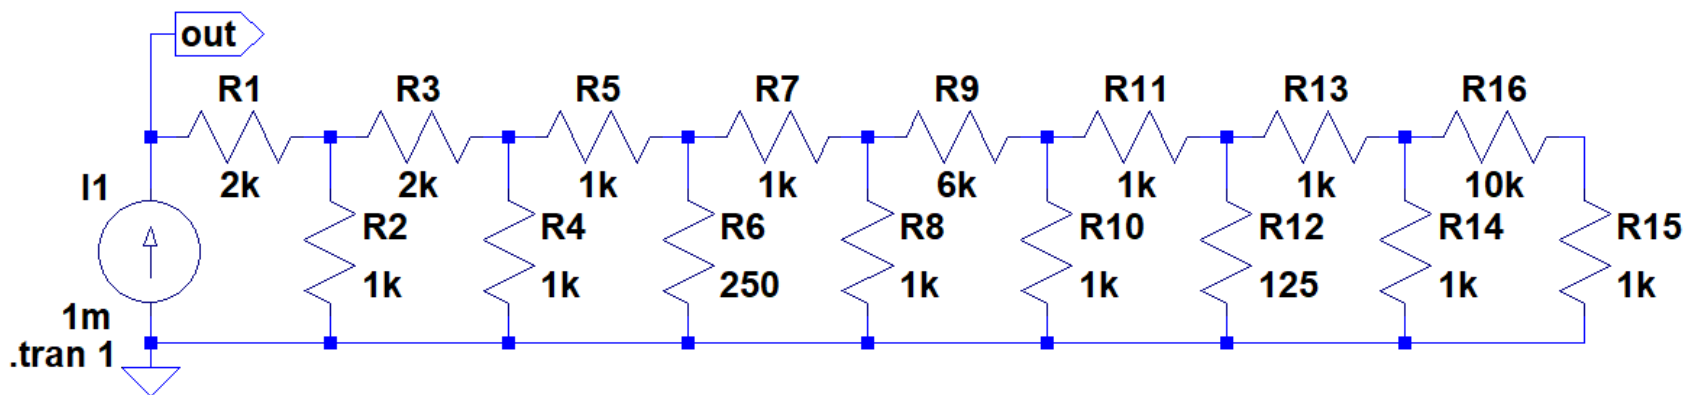 out
R1 R3 R5 R7 R9 R11 R13 R16
2k 2k 1k 1k 6k 1k 1k 10k
I1
R2 R4 R6 R8 R10 R12 R14 R15
1k 1k 250 1k 1k 125 1k 1k
1m
.tran 1